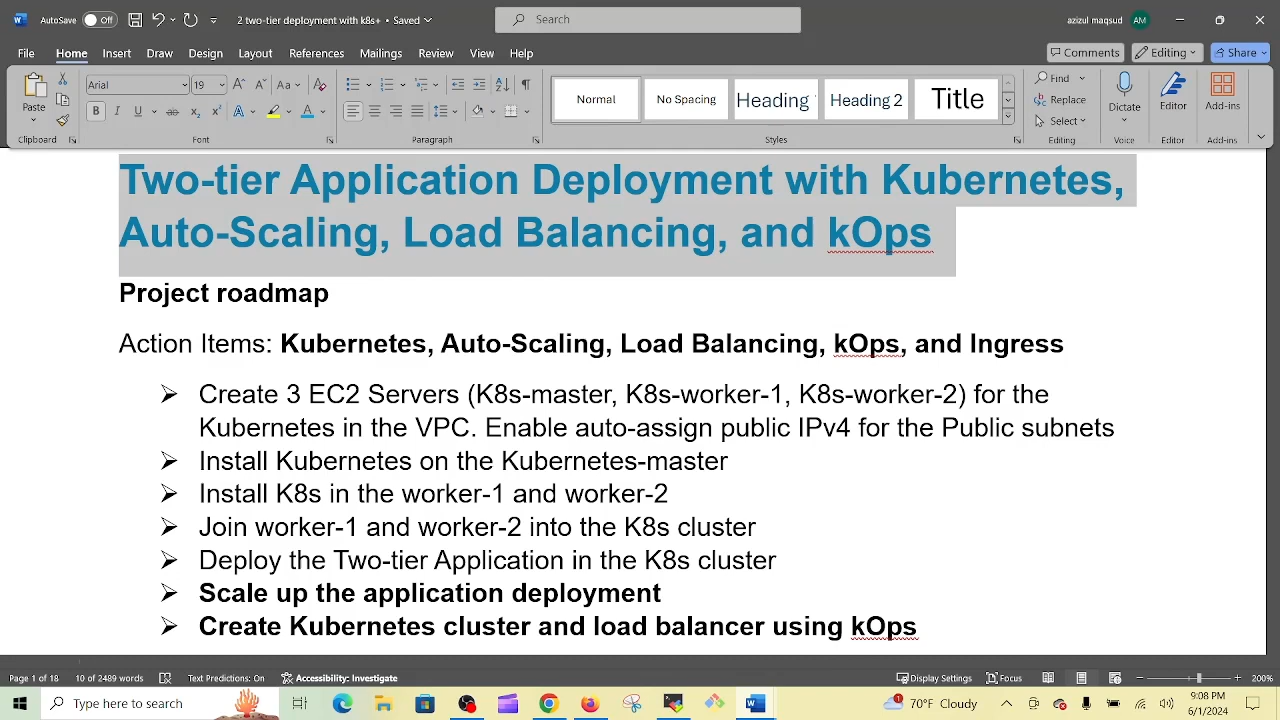 AutoSave Off 2 two-tier deployment with k8s+ • Saved Search azizul maqsud AM
File Home Insert Draw Design Layout References Mailings Review View Help Comments Editing Share
Paste Arial 19 A A Aa A Normal No Spacing Heading Heading 2 Title Find Replace Select Dictate Editor Add-ins
B I U ab x₂ x² A A
Clipboard Font Paragraph Styles Editing Voice Editor Add-ins
Two-tier Application Deployment with Kubernetes,
Auto-Scaling, Load Balancing, and kOps
Project roadmap
Action Items: Kubernetes, Auto-Scaling, Load Balancing, kOps, and Ingress
Create 3 EC2 Servers (K8s-master, K8s-worker-1, K8s-worker-2) for the
Kubernetes in the VPC. Enable auto-assign public IPv4 for the Public subnets
Install Kubernetes on the Kubernetes-master
Install K8s in the worker-1 and worker-2
Join worker-1 and worker-2 into the K8s cluster
Deploy the Two-tier Application in the K8s cluster
Scale up the application deployment
Create Kubernetes cluster and load balancer using kOps
Page 1 of 18 10 of 2489 words Text Predictions: On Accessibility: Investigate Display Settings Focus 200%
Type here to search 1 70°F Cloudy 9:08 PM
6/1/2024